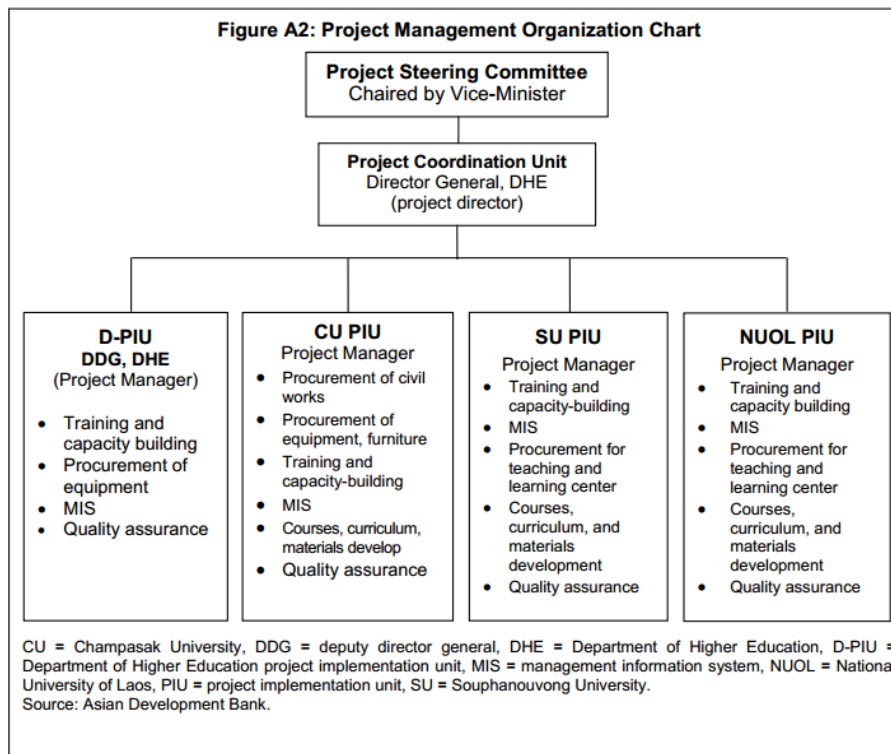 Figure A2: Project Management Organization Chart
Project Steering Committee
Chaired by Vice-Minister
Project Coordination Unit
Director General, DHE
(project director)
D-PIU
DDG, DHE
(Project Manager)
• Training and
capacity building
• Procurement of
equipment
• MIS
• Quality assurance
CU PIU
Project Manager
• Procurement of civil
works
• Procurement of
equipment, furniture
• Training and
capacity-building
• MIS
• Courses, curriculum,
materials develop
• Quality assurance
SU PIU
Project Manager
• Training and
capacity-building
• MIS
• Procurement for
teaching and
learning center
• Courses,
curriculum, and
materials
development
• Quality assurance
NUOL PIU
Project Manager
• Training and
capacity building
• MIS
• Procurement for
teaching and
learning center
• Courses,
curriculum, and
materials
development
• Quality assurance
CU = Champasak University, DDG = deputy director general, DHE = Department of Higher Education, D-PIU =
Department of Higher Education project implementation unit, MIS = management information system, NUOL = Nationa
University of Laos, PIU = project implementation unit, SU = Souphanouvong University.
Source: Asian Development Bank.